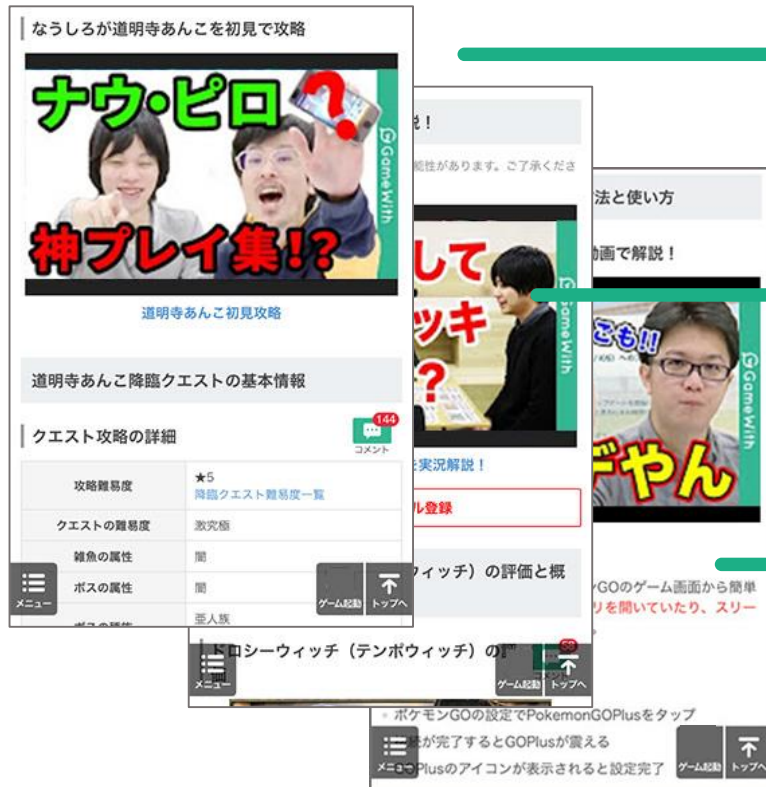 なうしろが道明寺あんこを初見で攻略
ナウ・ピロ?
神プレイ集!?
GameWith
道明寺あんこ初見攻略
道明寺あんこ降臨クエストの基本情報
クエスト攻略の詳細
144
コメント
攻略難易度
★5
降臨クエスト難易度一覧
クエストの難易度
激究極
雑魚の属性
闇
ボスの属性
闇
亜人族
メニュー
ゲーム起動
トップへ
説!
能性があります。ご了承くださ
して
ッキ
?
GameWith
を実況解説!
ル登録
ウィッチ)の評価と概
ドロシーウィッチ(テンポウィッチ)の
58
メニュー
ゲーム起動
トップへ
法と使い方
動画で解説!
ごも!!
デやん
GameWith
ンGOのゲーム画面から簡単
リを開いていたり、スリー
ポケモンGOの設定でPokemonGOPlusをタップ
続が完了するとGOPlusが震える
GOPlusのアイコンが表示されると設定完了
メニュー
ゲーム起動
トップへ